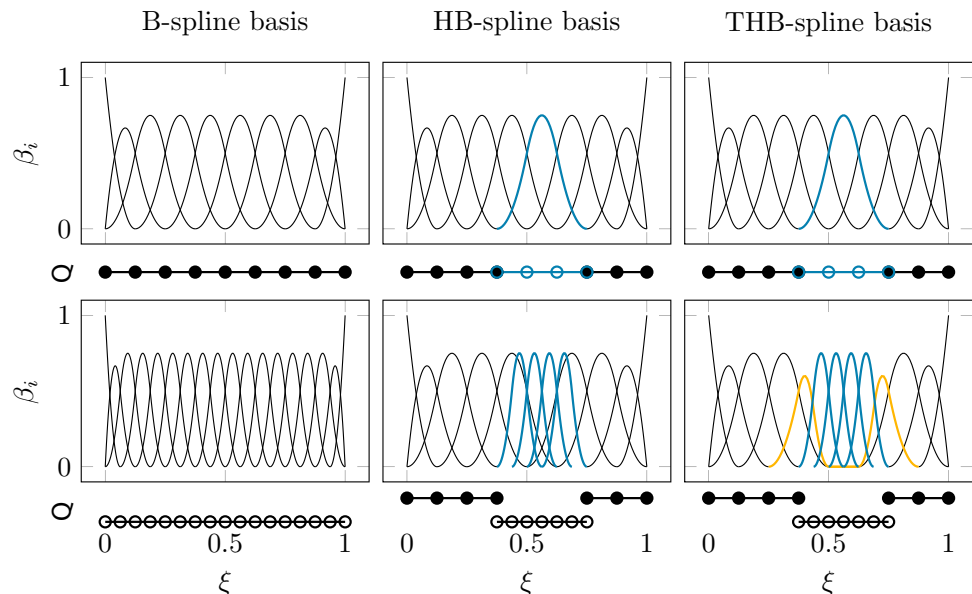 B-spline basis
HB-spline basis
THB-spline basis
1
β_i
0
Q
1
β_i
0
Q
0 0.5 1
0 0.5 1
0 0.5 1
ξ
ξ
ξ